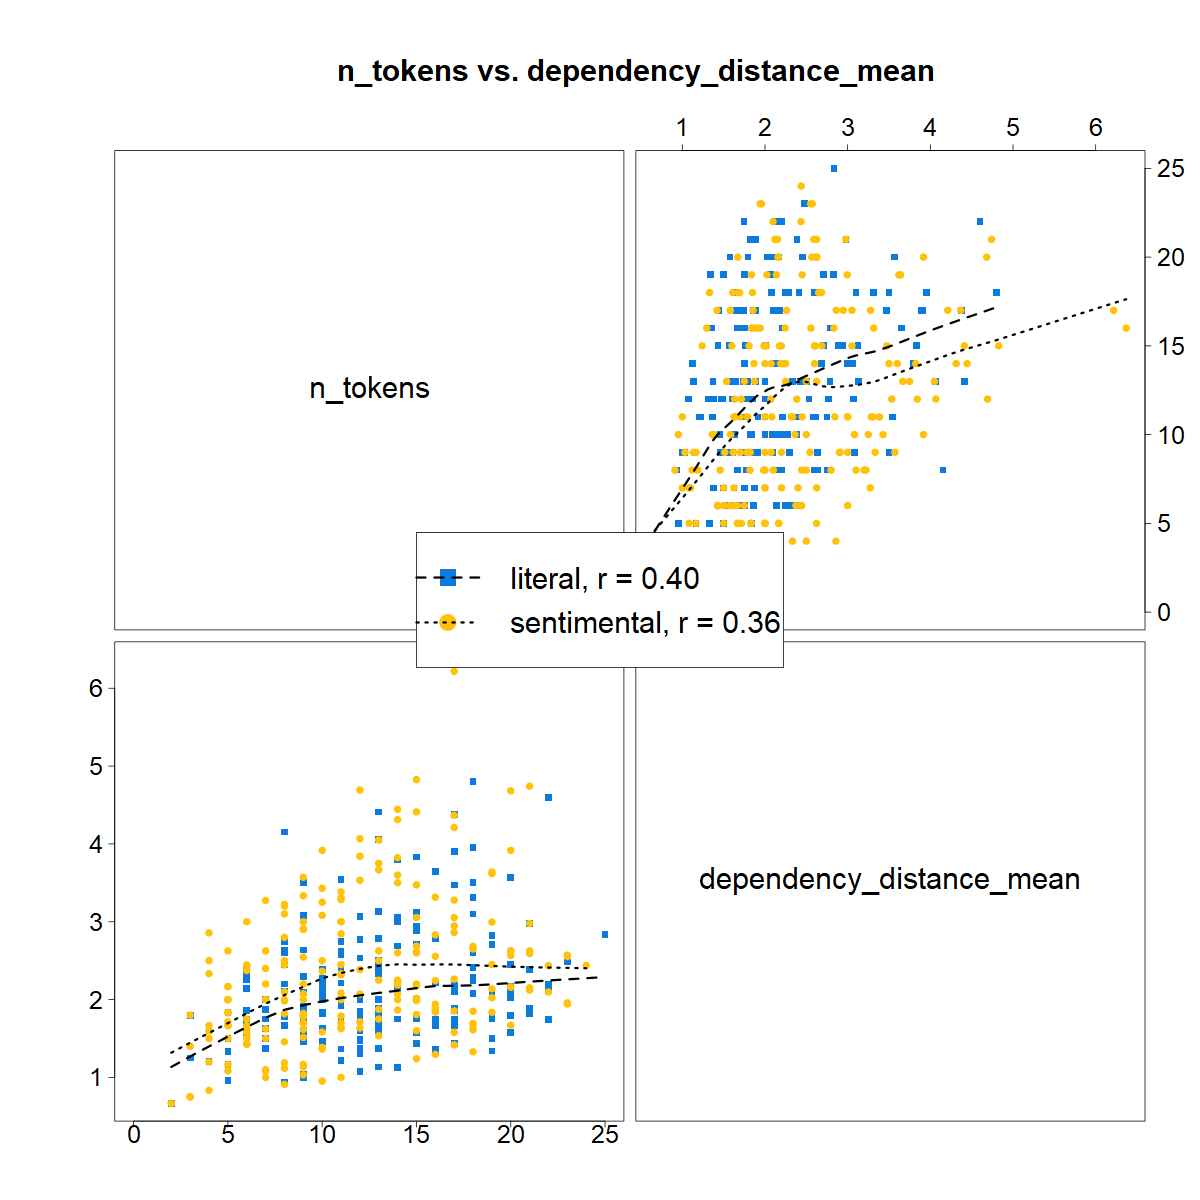 n_tokens vs. dependency_distance_mean
1 2 3 4 5 6
n_tokens
25
20
15
10
5
0
literal, r = 0.40
sentimental, r = 0.36
6
5
4
3
2
1
dependency_distance_mean
0 5 10 15 20 25